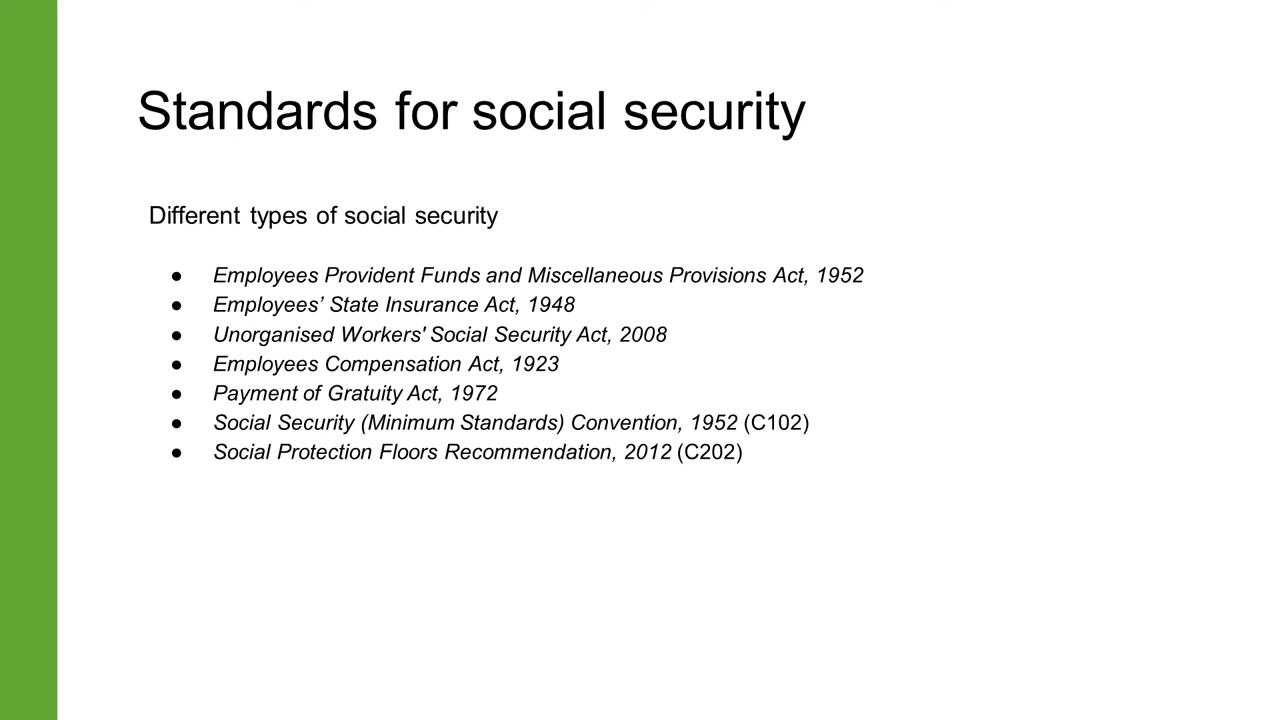 Standards for social security
Different types of social security
● Employees Provident Funds and Miscellaneous Provisions Act, 1952
● Employees’ State Insurance Act, 1948
● Unorganised Workers' Social Security Act, 2008
● Employees Compensation Act, 1923
● Payment of Gratuity Act, 1972
● Social Security (Minimum Standards) Convention, 1952 (C102)
● Social Protection Floors Recommendation, 2012 (C202)